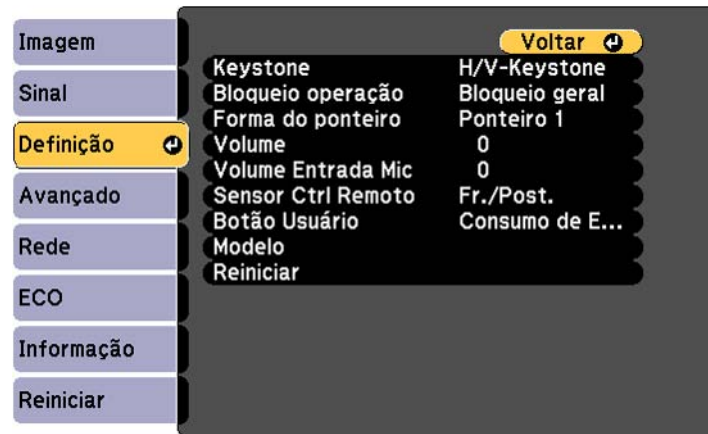 Imagem
Sinal
Definição
Avançado
Rede
ECO
Informação
Reiniciar
Voltar
Keystone H/V-Keystone
Bloqueio operação Bloqueio geral
Forma do ponteiro Ponteiro 1
Volume 0
Volume Entrada Mic 0
Sensor Ctrl Remoto Fr./Post.
Botão Usuário Consumo de E...
Modelo
Reiniciar